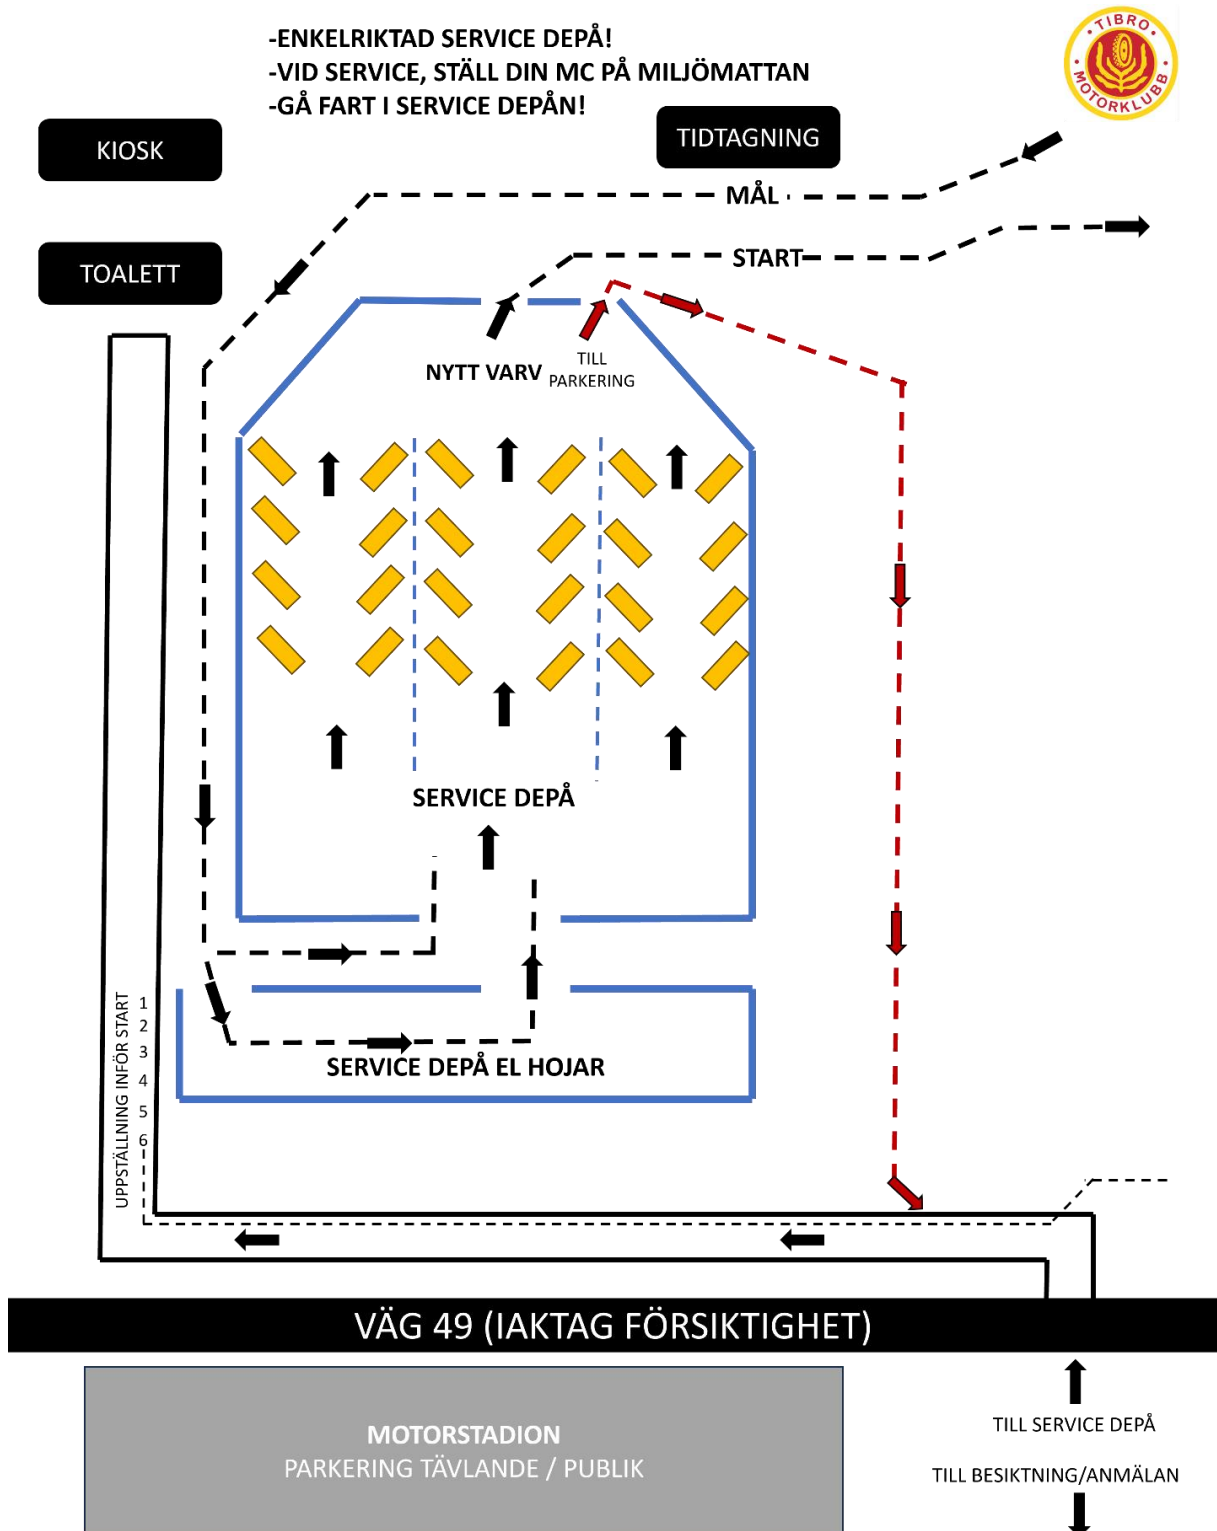 -ENKELRIKTAD SERVICE DEPÅ!
-VID SERVICE, STÄLL DIN MC PÅ MILJÖMATTAN
-GÅ FART I SERVICE DEPÅN!
TIBRO
MOTORKLUBB
KIOSK
TIDTAGNING
MÅL
START
TOALETT
NYTT VARV
TILL
PARKERING
SERVICE DEPÅ
UPPSTÄLLNING INFÖR START
1
2
3
4
5
6
SERVICE DEPÅ EL HOJAR
VÄG 49 (IAKTAG FÖRSIKTIGHET)
MOTORSTADION
PARKERING TÄVLANDE / PUBLIK
TILL SERVICE DEPÅ
TILL BESIKTNING/ANMÄLAN